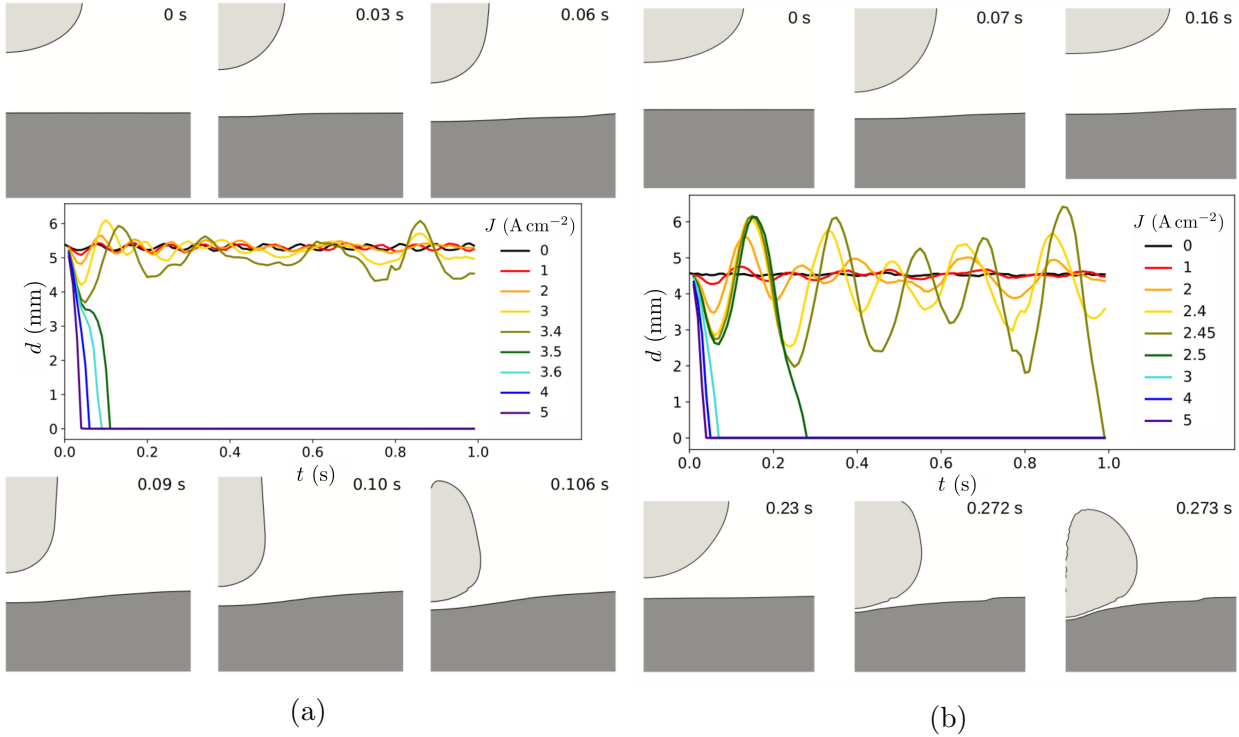 0 s
0.03 s
0.06 s
6
5
4
3
2
1
0
d (mm)
0.0
0.2
0.4
0.6
0.8
1.0
t (s)
J (A cm⁻²)
0
1
2
3
3.4
3.5
3.6
4
5
0.09 s
0.10 s
0.106 s
(a)
0 s
0.07 s
0.16 s
6
5
4
3
2
1
0
d (mm)
0.0
0.2
0.4
0.6
0.8
1.0
t (s)
J (A cm⁻²)
0
1
2
2.4
2.45
2.5
3
4
5
0.23 s
0.272 s
0.273 s
(b)